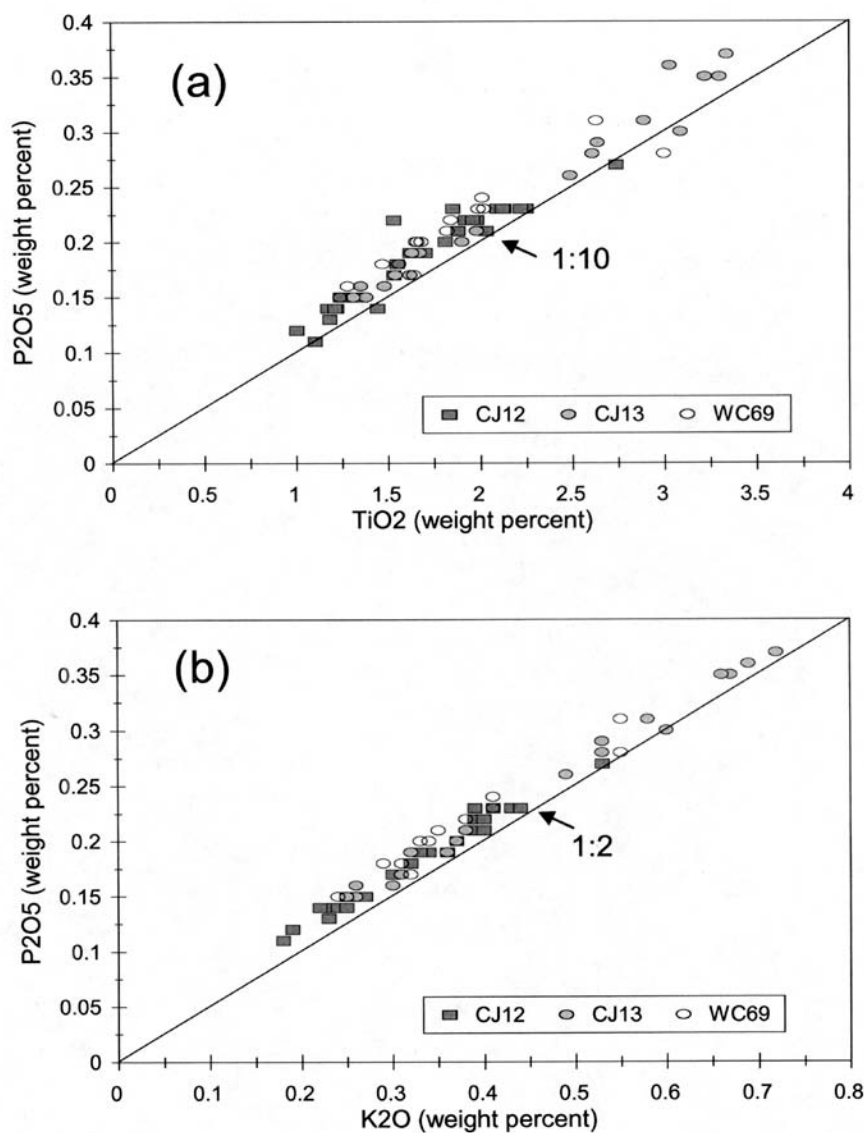 0.4
(a)
0.35
0.3
0.25
0.2
1:10
0.15
0.1
0.05
0
P2O5 (weight percent)
CJ12 CJ13 WC69
0 0.5 1 1.5 2 2.5 3 3.5 4
TiO2 (weight percent)
0.4
(b)
0.35
0.3
0.25
0.2
1:2
0.15
0.1
0.05
0
P2O5 (weight percent)
CJ12 CJ13 WC69
0 0.1 0.2 0.3 0.4 0.5 0.6 0.7 0.8
K2O (weight percent)